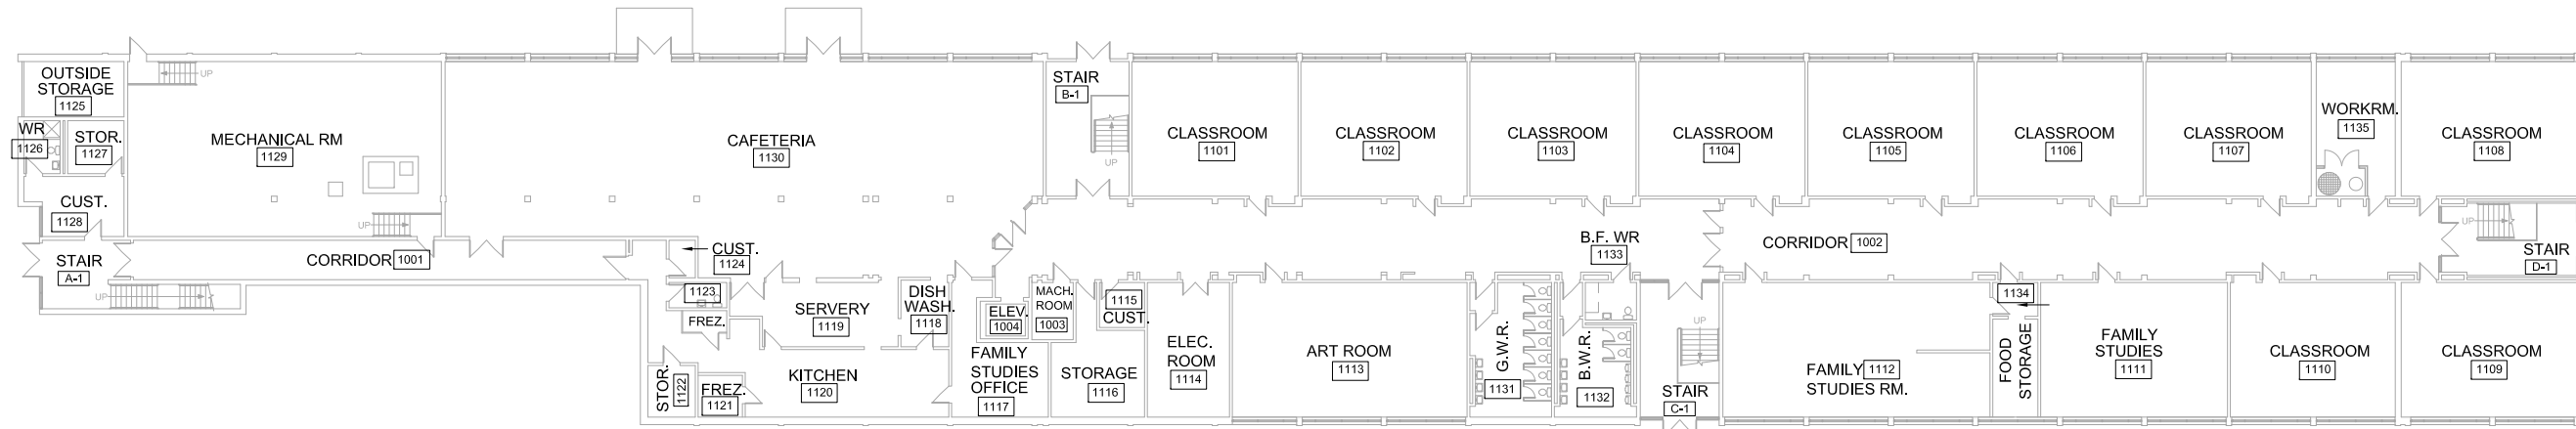 OUTSIDE
STORAGE
1125
WR
1126
STOR.
1127
CUST.
1128
STAIR
A-1
UP
UP
MECHANICAL RM
1129
UP
CORRIDOR 1001
CAFETERIA
1130
CUST.
1124
1123
FREZ.
SERVERY
1119
DISH
WASH.
1118
STOR.
1122
FREZ.
1121
KITCHEN
1120
ELEV.
1004
MACH.
ROOM
1003
FAMILY
STUDIES
OFFICE
1117
1115
CUST.
STORAGE
1116
ELEC.
ROOM
1114
STAIR
B-1
UP
CLASSROOM
1101
CLASSROOM
1102
CLASSROOM
1103
CLASSROOM
1104
CLASSROOM
1105
CLASSROOM
1106
CLASSROOM
1107
WORKRM.
1135
CLASSROOM
1108
ART ROOM
1113
G.W.R.
1131
B.W.R.
1132
B.F. WR
1133
UP
STAIR
C-1
CORRIDOR 1002
UP
STAIR
D-1
FAMILY 1112
STUDIES RM.
1134
FOOD
STORAGE
FAMILY
STUDIES
1111
CLASSROOM
1110
CLASSROOM
1109